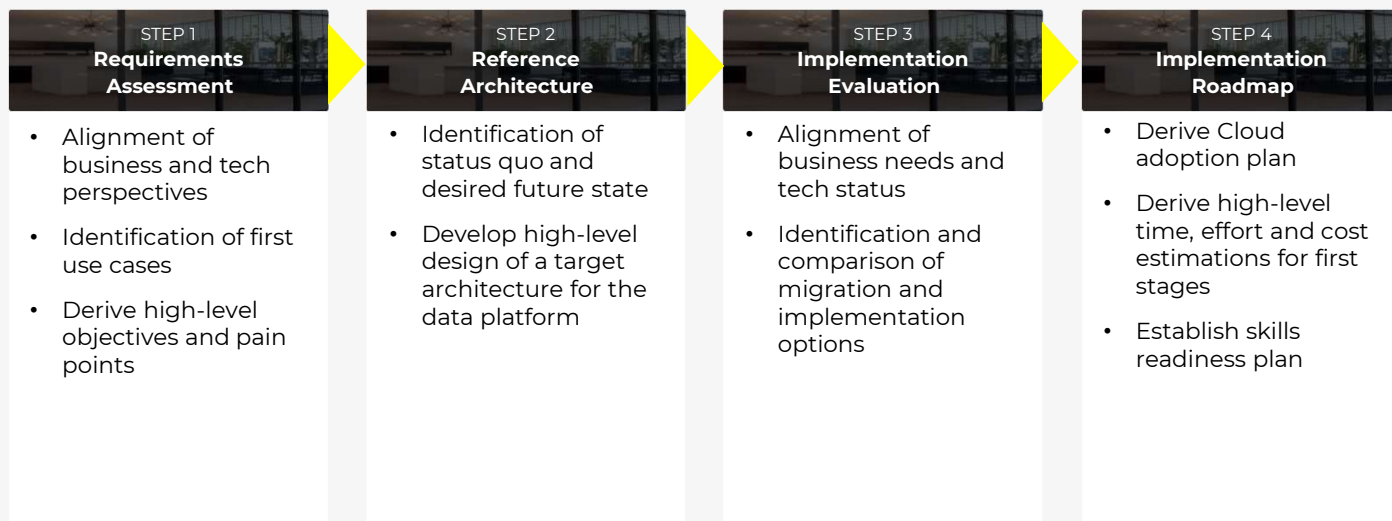 STEP 1
Requirements
Assessment
• Alignment of
business and tech
perspectives
• Identification of first
use cases
• Derive high-level
objectives and pain
points
STEP 2
Reference
Architecture
• Identification of
status quo and
desired future state
• Develop high-level
design of a target
architecture for the
data platform
STEP 3
Implementation
Evaluation
• Alignment of
business needs and
tech status
• Identification and
comparison of
migration and
implementation
options
STEP 4
Implementation
Roadmap
• Derive Cloud
adoption plan
• Derive high-level
time, effort and cost
estimations for first
stages
• Establish skills
readiness plan